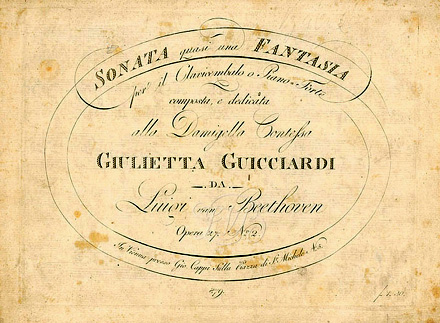 SONATA quasi una FANTASIA
per il Clavicembalo o Piano-Forte
composta, e dedicata
alla Damigella Contessa
GIULIETTA GUICCIARDI
DA
Luigi van Beethoven
Opera 27. No. 2.
In Vienna presso Gio. Cappi Sulla Piazza di St. Michele No. 5.
879